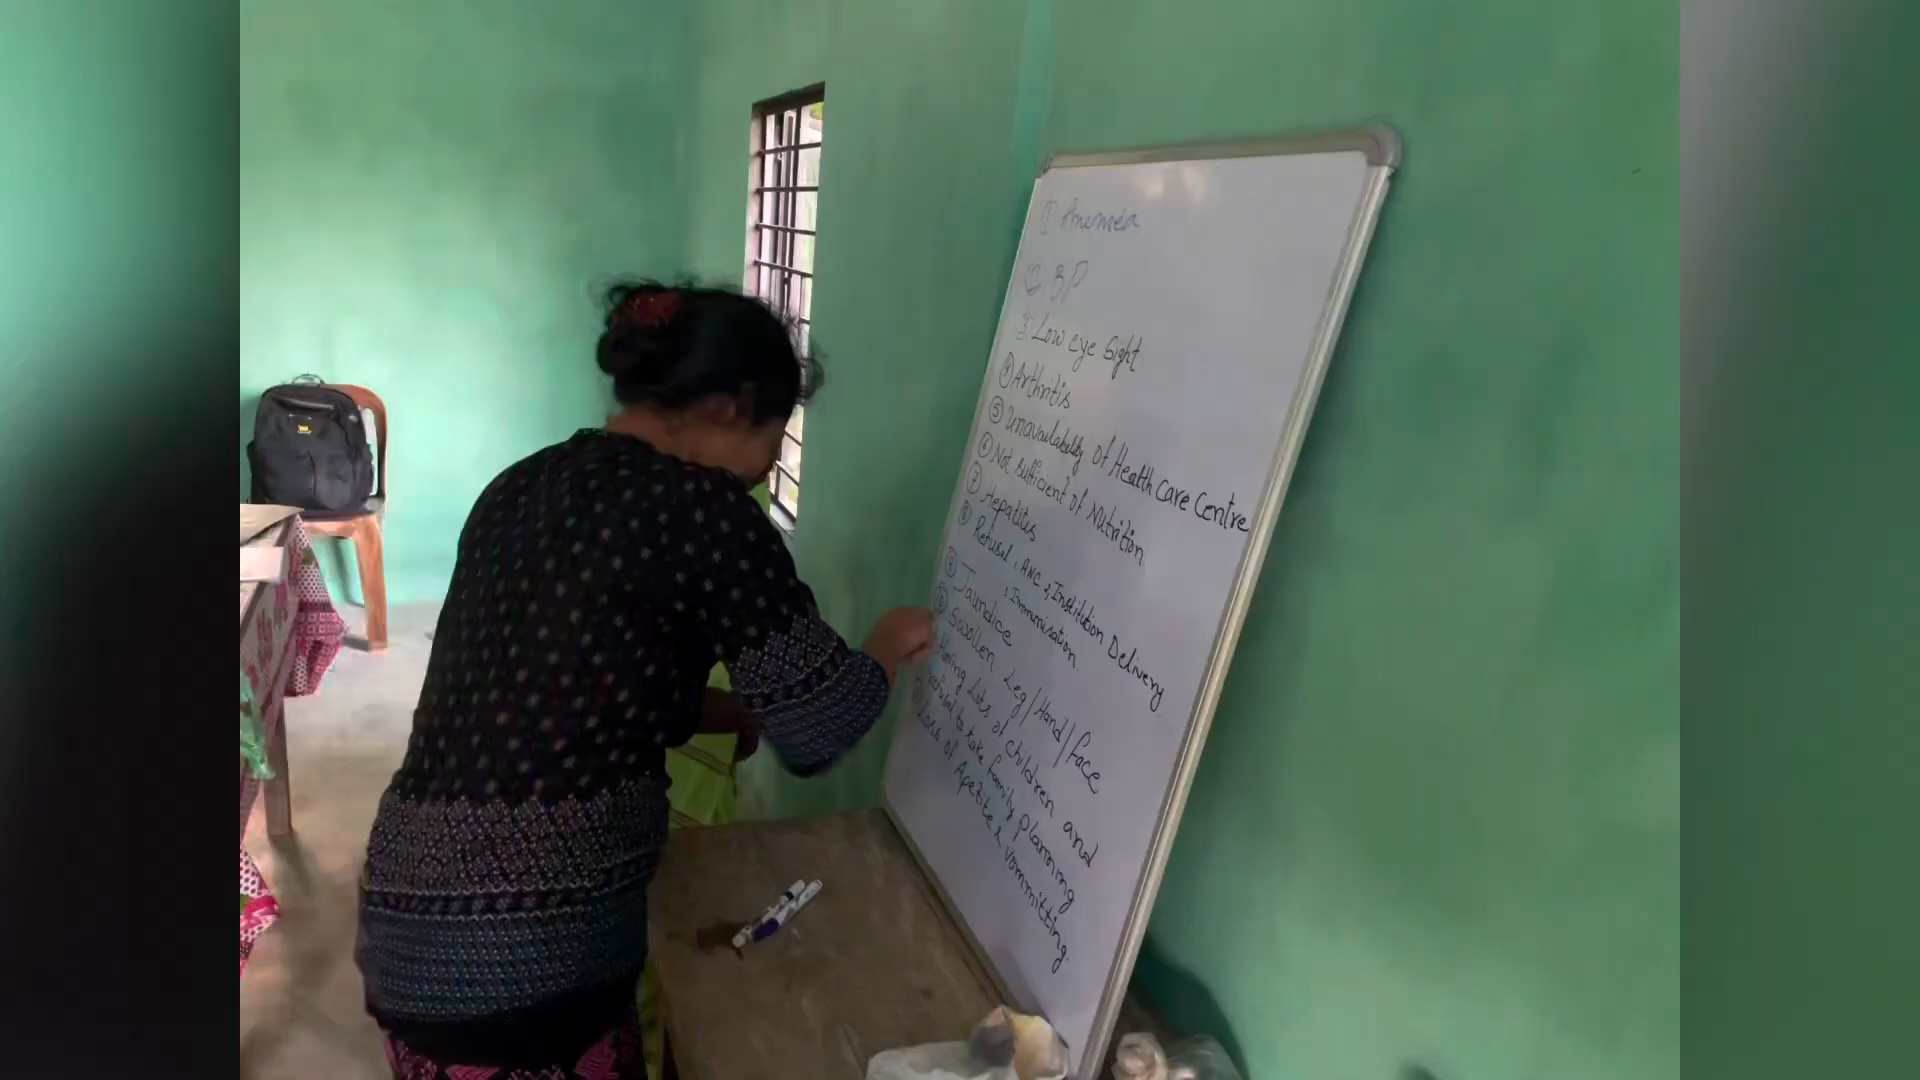 ① Anemeia
② BP
③ Low eye Sight
④ Arthritis
⑤ Unavailability of Health Care Centre
⑥ Not sufficient of Nutrition.
⑦ Hepatitis
⑧ Refusal, ANC, Institution Delivery
, Immunisation.
⑨ Jaundice
⑩ Swollen Leg/Hand/face
Having Lots of children and
refused to take family planning
Loss of Apetite & vommitting.